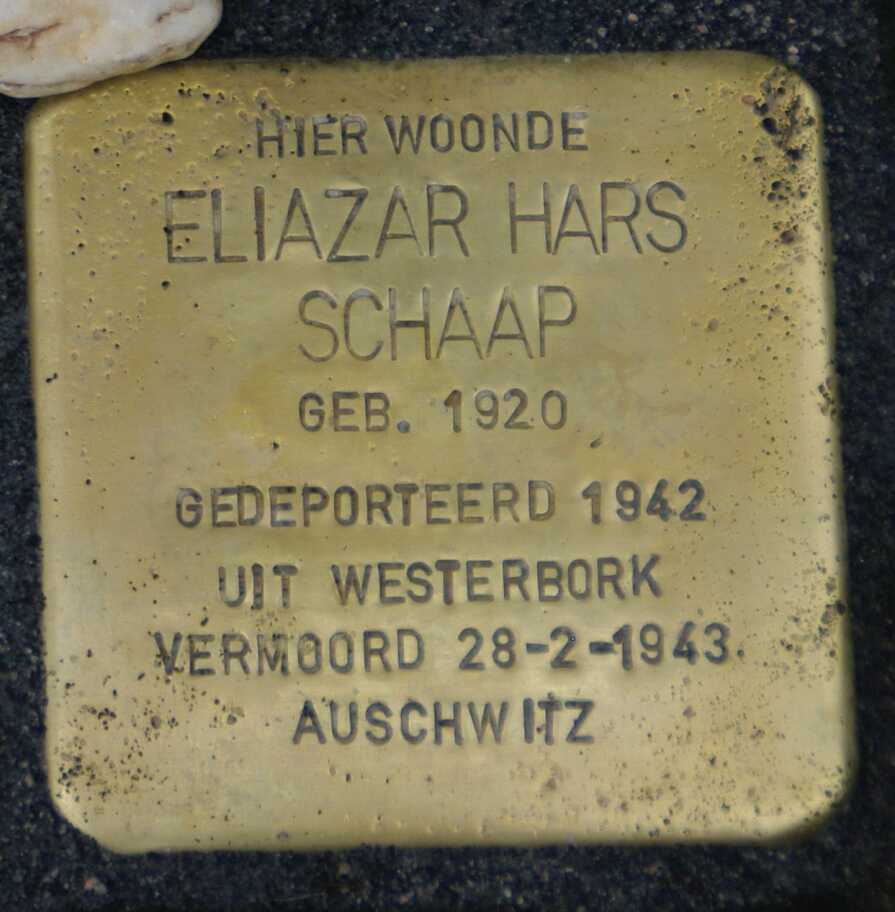 HIER WOONDE
ELIAZAR HARS
SCHAAP
GEB. 1920
GEDEPORTEERD 1942
UIT WESTERBORK
VERMOORD 28-2-1943
AUSCHWITZ